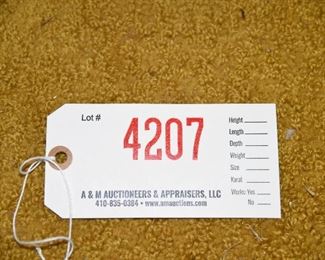 Lot #
4207
Height
Length
Depth
Weight
Size
Karat
Works: Yes
No
A & M AUCTIONEERS & APPRAISERS, LLC
410-835-0384 • www.amauctions.com